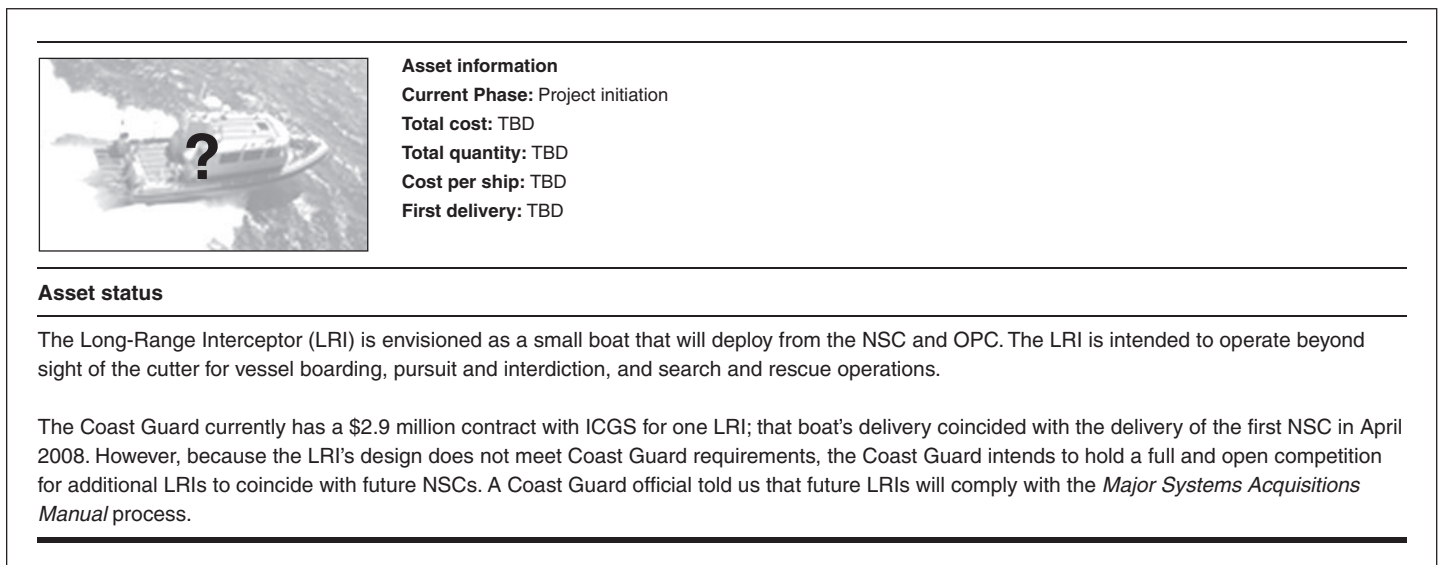 ?
Asset information
Current Phase: Project initiation
Total cost: TBD
Total quantity: TBD
Cost per ship: TBD
First delivery: TBD
Asset status
The Long-Range Interceptor (LRI) is envisioned as a small boat that will deploy from the NSC and OPC. The LRI is intended to operate beyond
sight of the cutter for vessel boarding, pursuit and interdiction, and search and rescue operations.
The Coast Guard currently has a $2.9 million contract with ICGS for one LRI; that boat's delivery coincided with the delivery of the first NSC in April
2008. However, because the LRI's design does not meet Coast Guard requirements, the Coast Guard intends to hold a full and open competition
for additional LRIs to coincide with future NSCs. A Coast Guard official told us that future LRIs will comply with the Major Systems Acquisitions
Manual process.